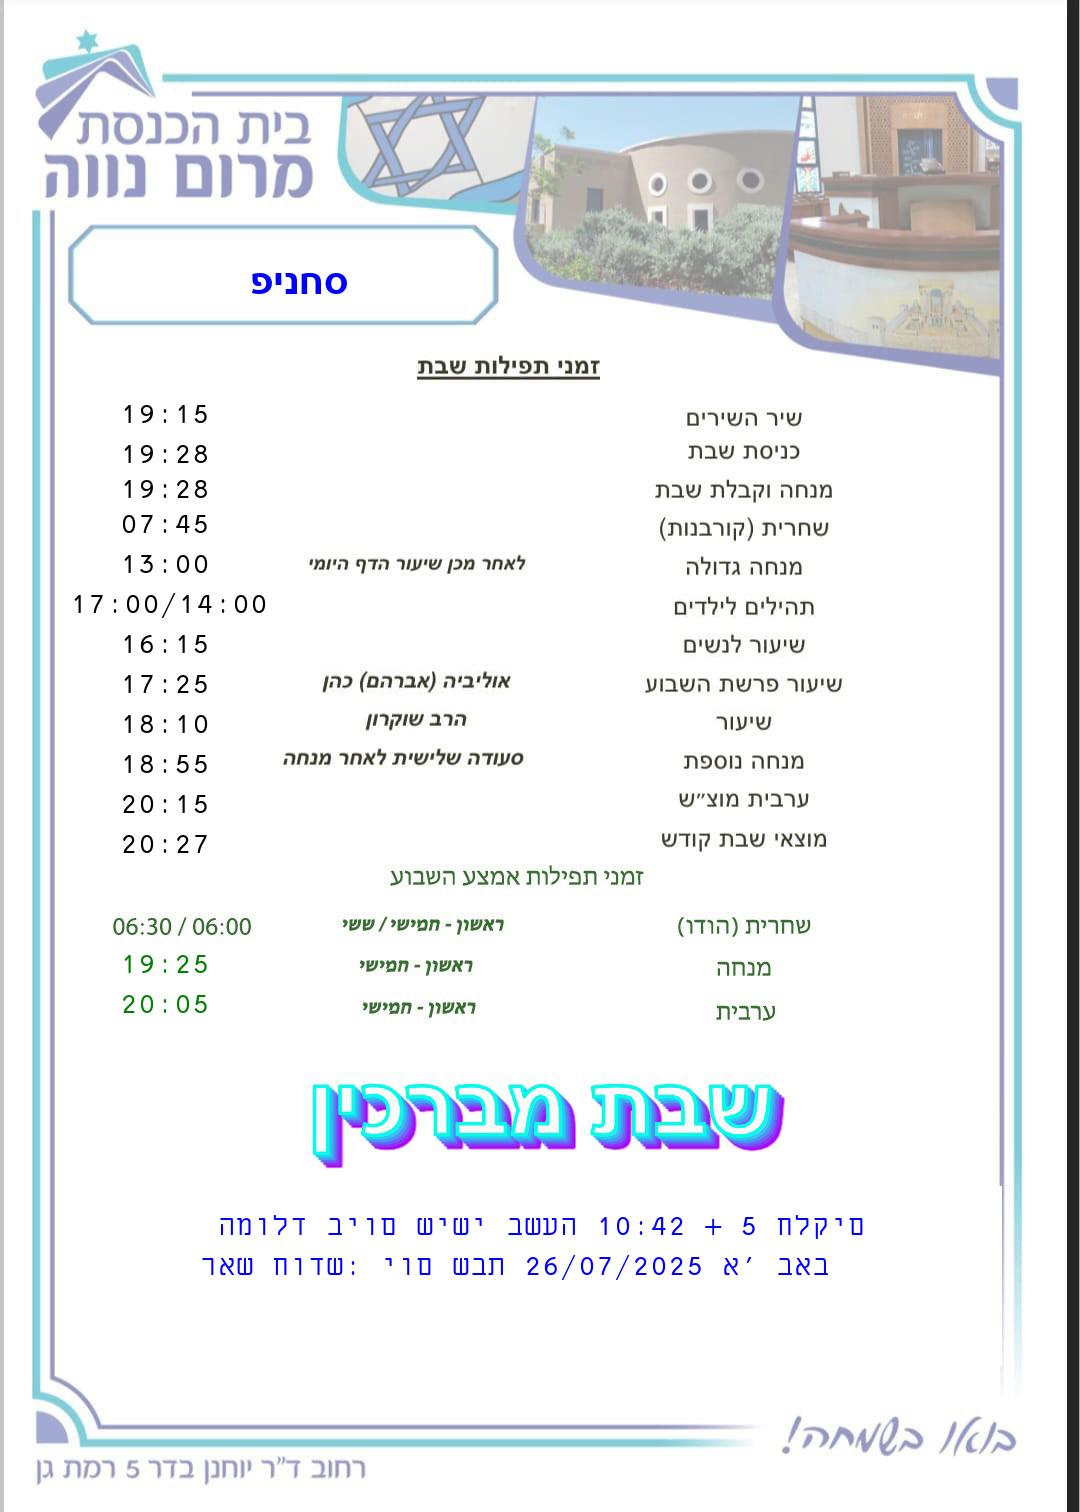 בית הכנסת
מרום נווה
סחניפ
זמני תפילות שבת
שיר השירים 19:15
כניסת שבת 19:28
מנחה וקבלת שבת 19:28
שחרית (קורבנות) 07:45
מנחה גדולה לאחר מכן שיעור הדף היומי 13:00
תהילים לילדים 17:00/14:00
שיעור לנשים 16:15
שיעור פרשת השבוע אוליביה (אברהם) כהן 17:25
שיעור הרב שוקרון 18:10
מנחה נוספת סעודה שלישית לאחר מנחה 18:55
ערבית מוצ״ש 20:15
מוצאי שבת קודש 20:27
זמני תפילות אמצע השבוע
שחרית (הודו) ראשון - חמישי / ששי 06:30 / 06:00
מנחה ראשון - חמישי 19:25
ערבית ראשון - חמישי 20:05
שבת מברכין
םיקלח 5 + 10:42 העשב ישיש םויב דלומה
באב 'א 26/07/2025 תבש םוי :שדוח שאר
בואו בשמחה!
רחוב ד״ר יוחנן בדר 5 רמת גן